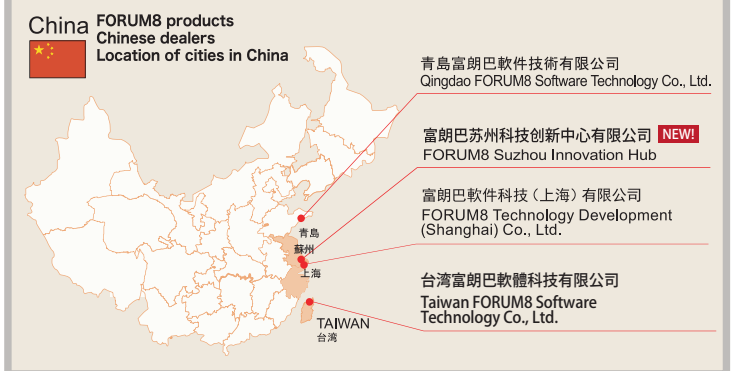 China
FORUM8 products
Chinese dealers
Location of cities in China
青島富朗巴軟件技術有限公司
Qingdao FORUM8 Software Technology Co., Ltd.
富朗巴苏州科技创新中心有限公司 NEW!
FORUM8 Suzhou Innovation Hub
富朗巴軟件科技（上海）有限公司
FORUM8 Technology Development
(Shanghai) Co., Ltd.
台湾富朗巴軟體科技有限公司
Taiwan FORUM8 Software
Technology Co., Ltd.
青島
蘇州
上海
TAIWAN
台湾